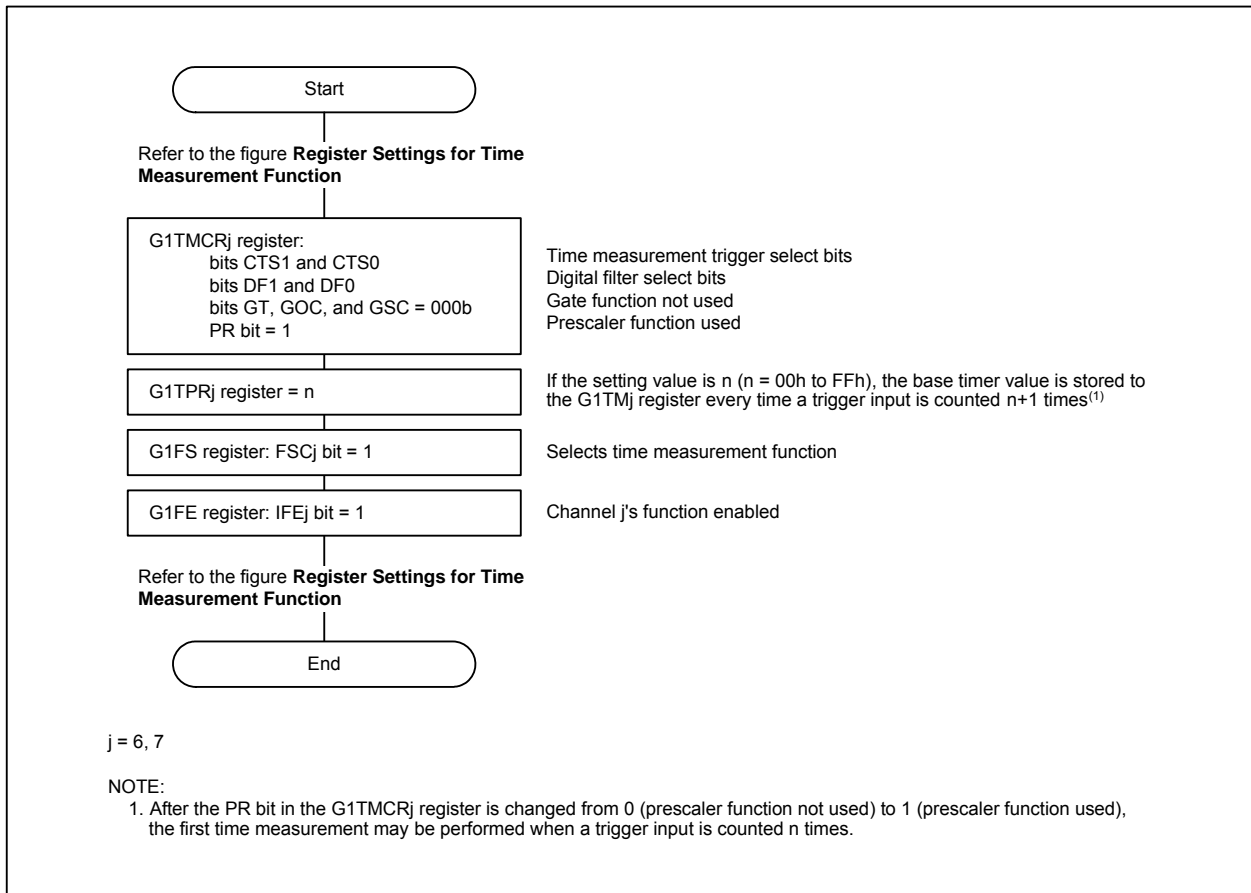 Start
Refer to the figure Register Settings for Time
Measurement Function
G1TMCRj register:
bits CTS1 and CTS0
bits DF1 and DF0
bits GT, GOC, and GSC = 000b
PR bit = 1
Time measurement trigger select bits
Digital filter select bits
Gate function not used
Prescaler function used
G1TPRj register = n
If the setting value is n (n = 00h to FFh), the base timer value is stored to
the G1TMj register every time a trigger input is counted n+1 times(1)
G1FS register: FSCj bit = 1
Selects time measurement function
G1FE register: IFEj bit = 1
Channel j's function enabled
Refer to the figure Register Settings for Time
Measurement Function
End
j = 6, 7
NOTE:
1. After the PR bit in the G1TMCRj register is changed from 0 (prescaler function not used) to 1 (prescaler function used),
the first time measurement may be performed when a trigger input is counted n times.